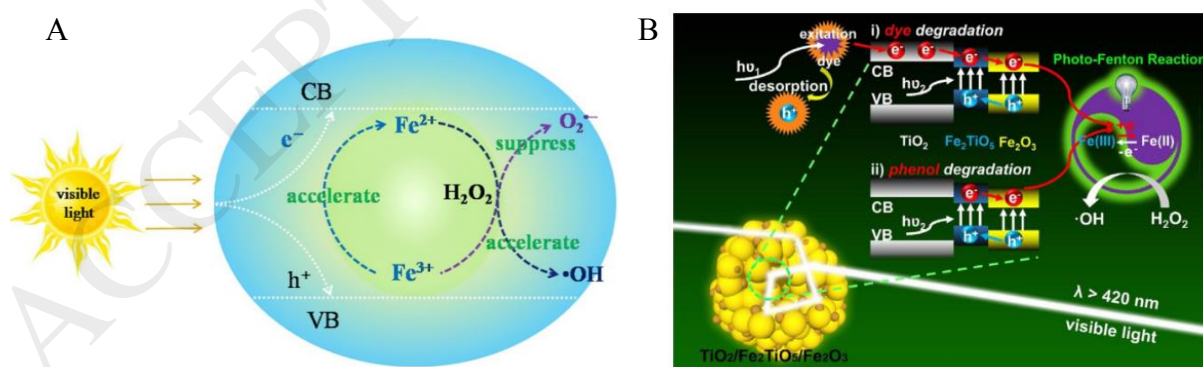 A
ACCEPT
visible
light
CB
e⁻
Fe²⁺
O₂•⁻
suppress
accelerate
H₂O₂
accelerate
Fe³⁺
•OH
h⁺
VB
B
exitation
dye
hυ₁
desorption
h⁺
i) dye degradation
e⁻ e⁻ e⁻ e⁻
CB
hυ₂
VB
h⁺ h⁺
TiO₂ Fe₂TiO₅ Fe₂O₃
ii) phenol degradation
e⁻ e⁻
CB
hυ₂
VB
h⁺ h⁺
Photo-Fenton Reaction
Fe(III) Fe(II)
-e⁻
·OH H₂O₂
λ > 420 nm
visible light
TiO₂/Fe₂TiO₅/Fe₂O₃